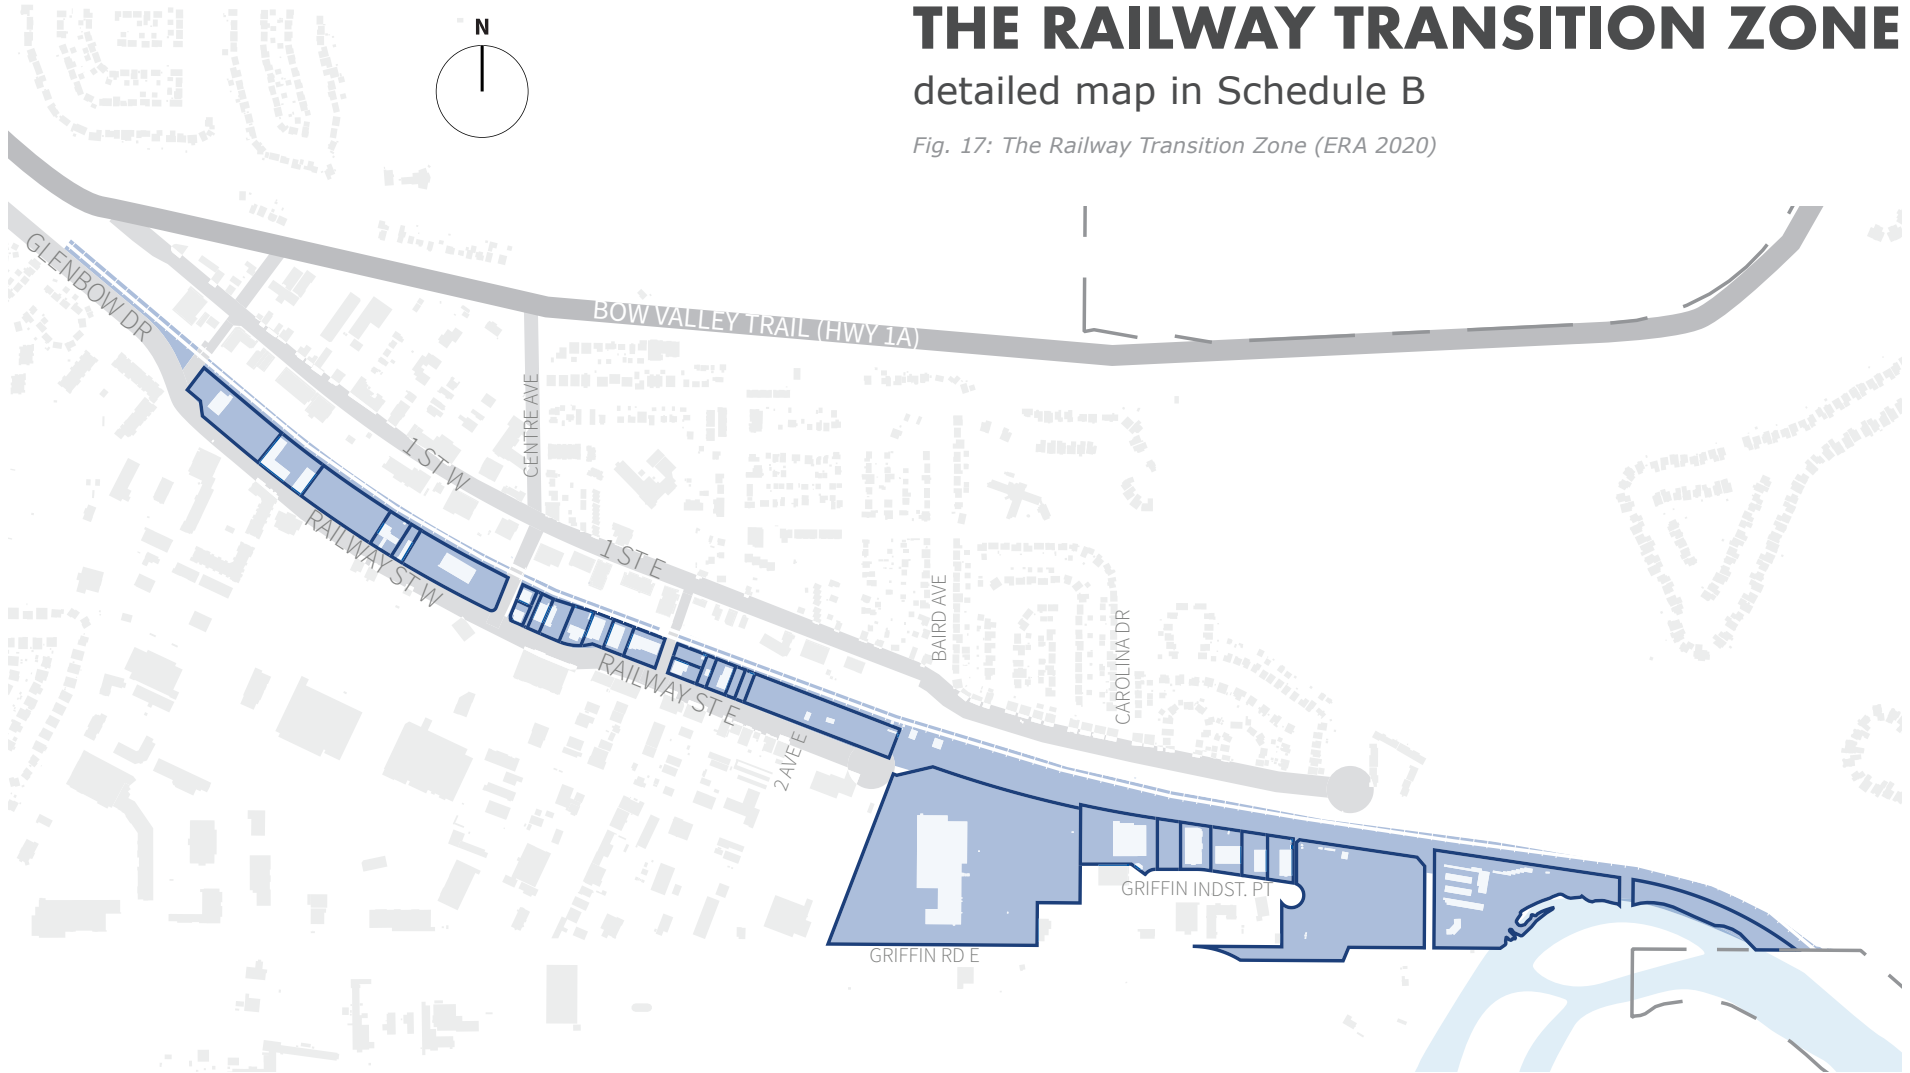 THE RAILWAY TRANSITION ZONE
detailed map in Schedule B
Fig. 17: The Railway Transition Zone (ERA 2020)
N
GLENBOW DR
BOW VALLEY TRAIL (HWY 1A)
CENTRE AVE
1 ST W
RAILWAY ST W
1 ST E
BAIRD AVE
CAROLINA DR
RAILWAY ST E
2 AVE E
GRIFFIN INDST. PT
GRIFFIN RD E